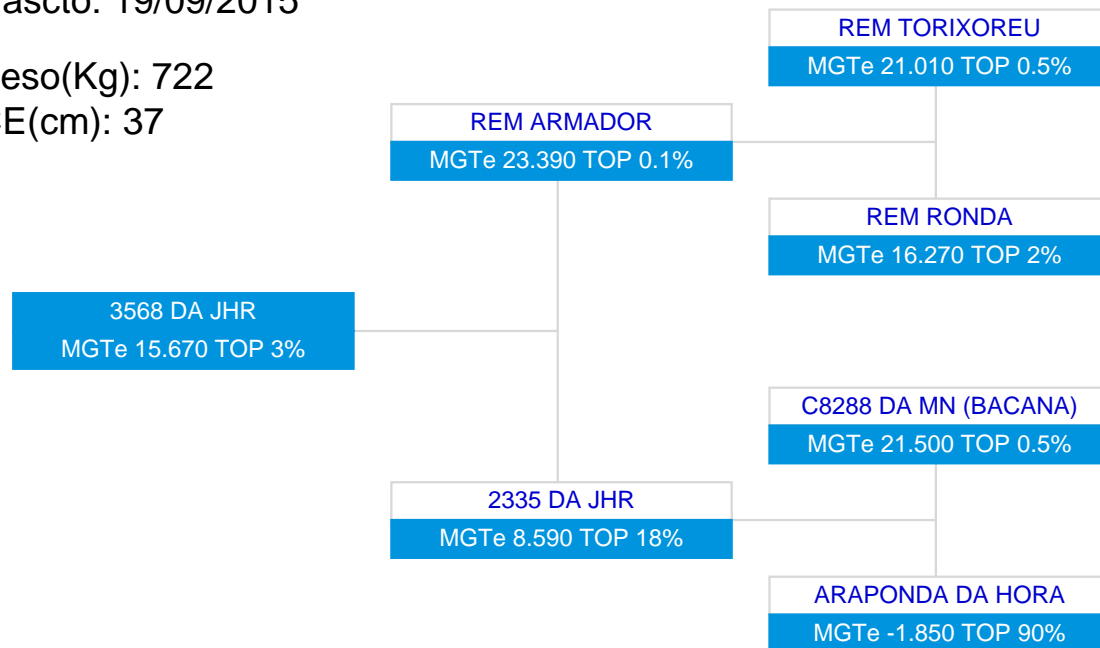 ascto: 19/09/2015
eso(Kg): 722
E(cm): 37
REM TORIXOREU
MGTe 21.010 TOP 0.5%
REM ARMADOR
MGTe 23.390 TOP 0.1%
REM RONDA
MGTe 16.270 TOP 2%
3568 DA JHR
MGTe 15.670 TOP 3%
C8288 DA MN (BACANA)
MGTe 21.500 TOP 0.5%
2335 DA JHR
MGTe 8.590 TOP 18%
ARAPONDA DA HORA
MGTe -1.850 TOP 90%